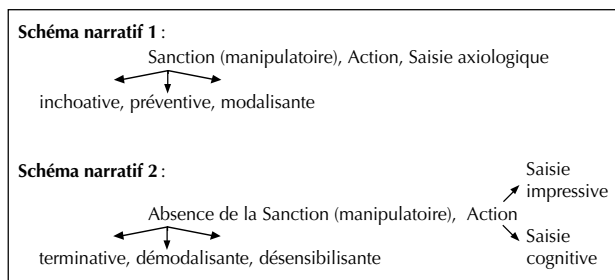 Schéma narratif 1 :
Sanction (manipulatoire), Action, Saisie axiologique
inchoative, préventive, modalisante
Schéma narratif 2 :
Saisie
impressive
Absence de la Sanction (manipulatoire), Action
Saisie
cognitive
terminative, démodalisante, désensibilisante